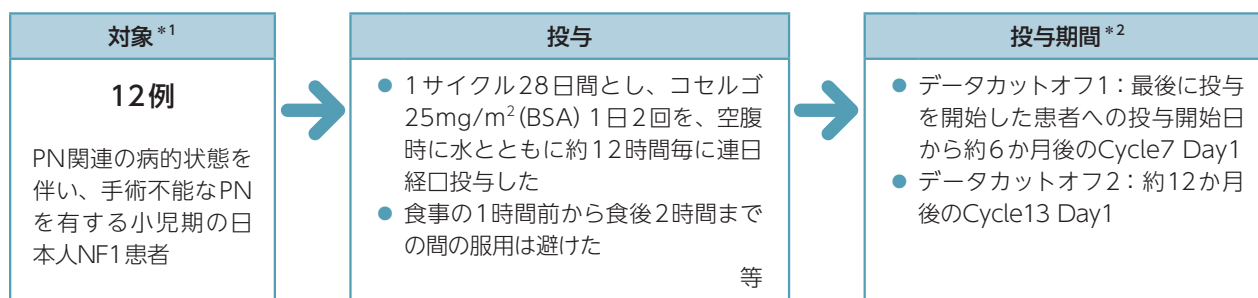 対象*1
12例
PN関連の病的状態を
伴い、手術不能なPN
を有する小児期の日
本人NF1患者
投与
● 1サイクル28日間とし、コセルゴ
25mg/m²(BSA) 1日2回を、空腹
時に水とともに約12時間毎に連日
経口投与した
● 食事の1時間前から食後2時間まで
の間の服用は避けた
等
投与期間*2
● データカットオフ1：最後に投与
を開始した患者への投与開始日
から約6か月後のCycle7 Day1
● データカットオフ2：約12か月
後のCycle13 Day1